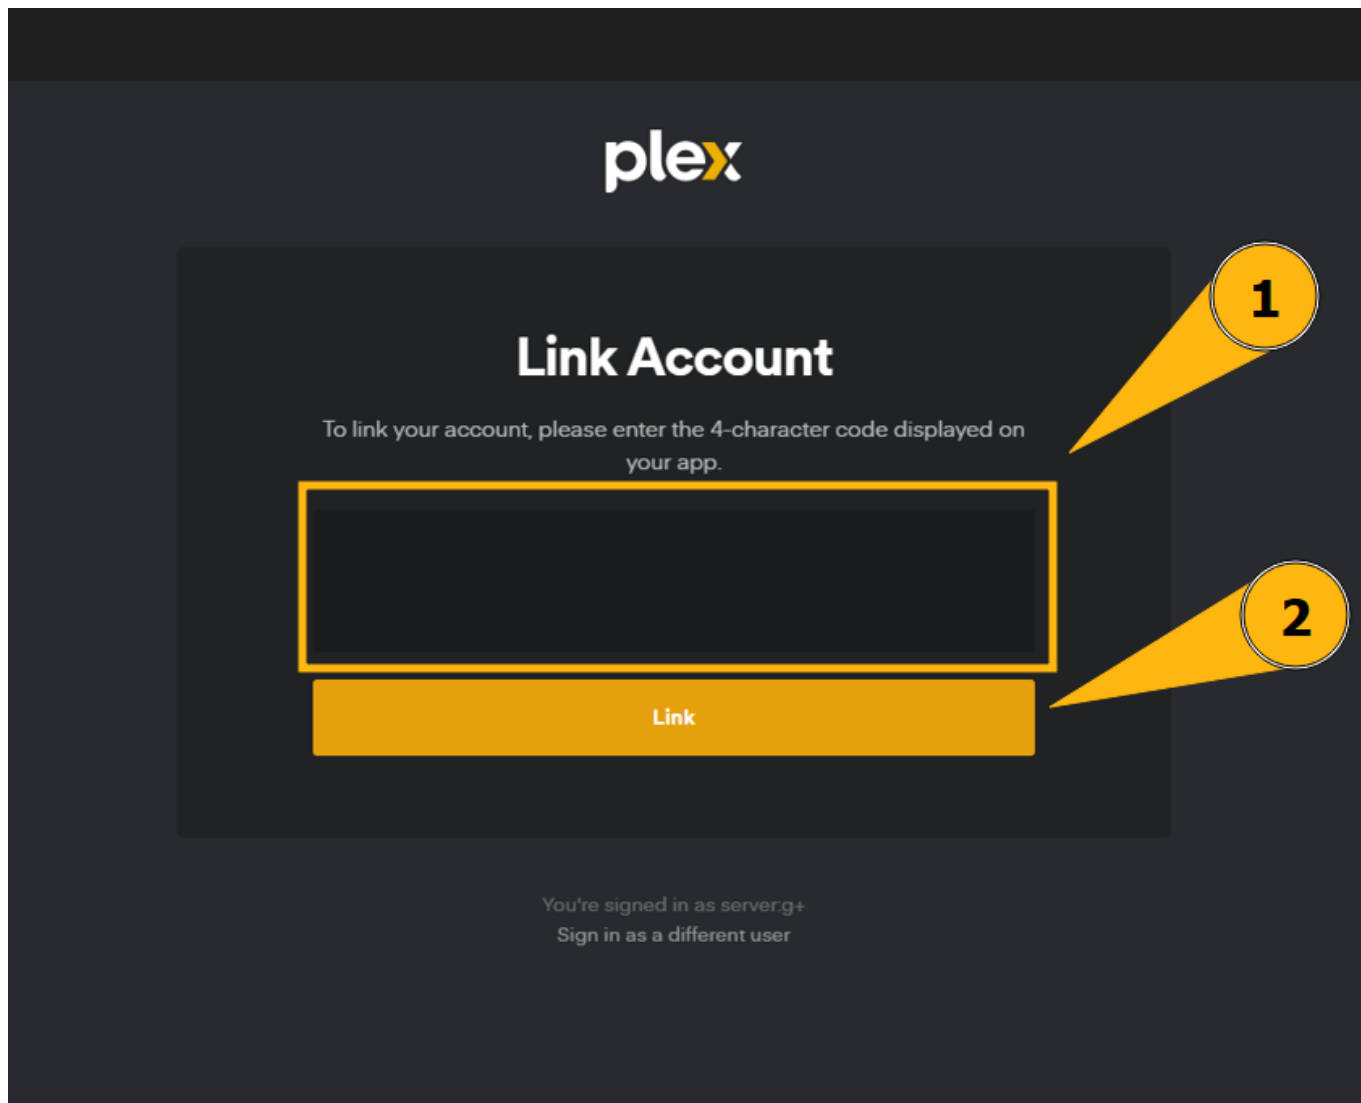 plex
Link Account
1
To link your account, please enter the 4-character code displayed on
your app.
2
Link
You're signed in as server:g+
Sign in as a different user